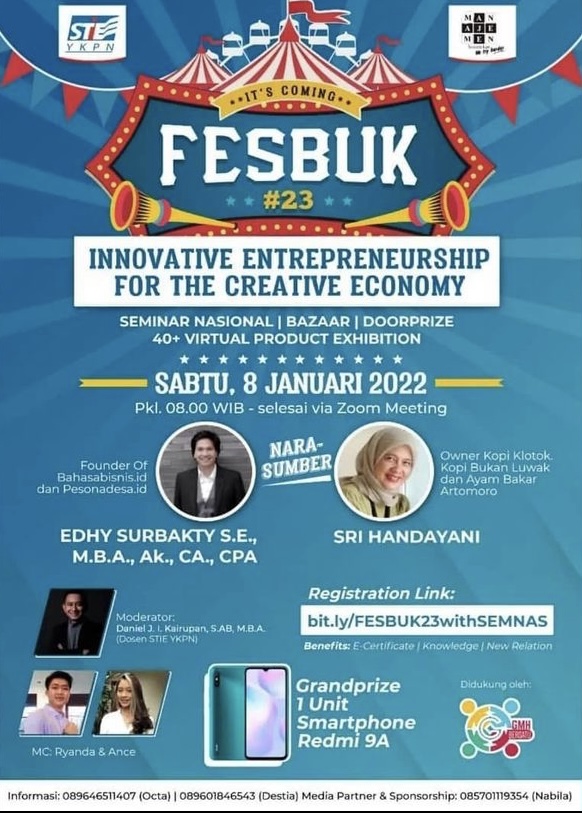 STIE
YKPN
MAN
AJE
MEN
IT'S COMING
FESBUK
#23
INNOVATIVE ENTREPRENEURSHIP
FOR THE CREATIVE ECONOMY
SEMINAR NASIONAL | BAZAAR | DOORPRIZE
40+ VIRTUAL PRODUCT EXHIBITION
SABTU, 8 JANUARI 2022
Pkl. 08.00 WIB - selesai via Zoom Meeting
NARA-
SUMBER
Founder Of
Bahasabisnis.id
dan Pesonadesa.id
EDHY SURBAKTY S.E.,
M.B.A., Ak., CA., CPA
Owner Kopi Klotok.
Kopi Bukan Luwak
dan Ayam Bakar
Artomoro
SRI HANDAYANI
Moderator:
Daniel J. I. Kairupan, S.AB, M.B.A.
(Dosen STIE YKPN)
Registration Link:
bit.ly/FESBUK23withSEMNAS
Benefits: E-Certificate | Knowledge | New Relation
MC: Ryanda & Ance
Grandprize
1 Unit
Smartphone
Redmi 9A
Didukung oleh:
GMH
BERSATU
Informasi: 089646511407 (Octa) | 089601846543 (Destia) Media Partner & Sponsorship: 085701119354 (Nabila)